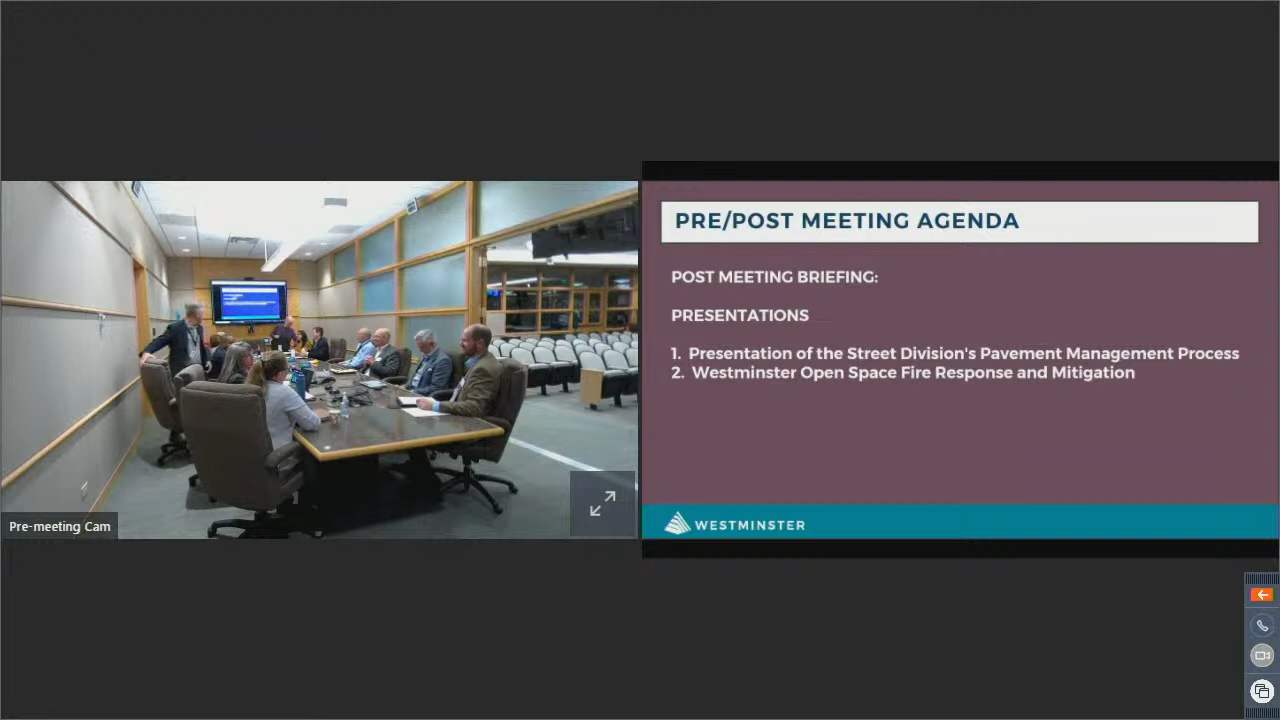 PRE/POST MEETING AGENDA
POST MEETING BRIEFING:
PRESENTATIONS
1. Presentation of the Street Division's Pavement Management Process
2. Westminster Open Space Fire Response and Mitigation
Pre-meeting Cam
WESTMINSTER